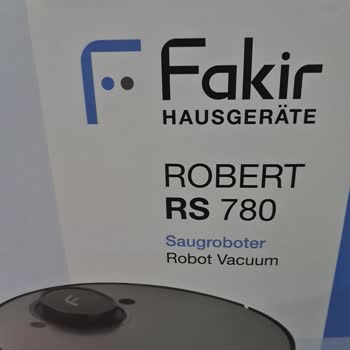 Fakir
HAUSGERÄTE
ROBERT
RS 780
Saugroboter
Robot Vacuum
F